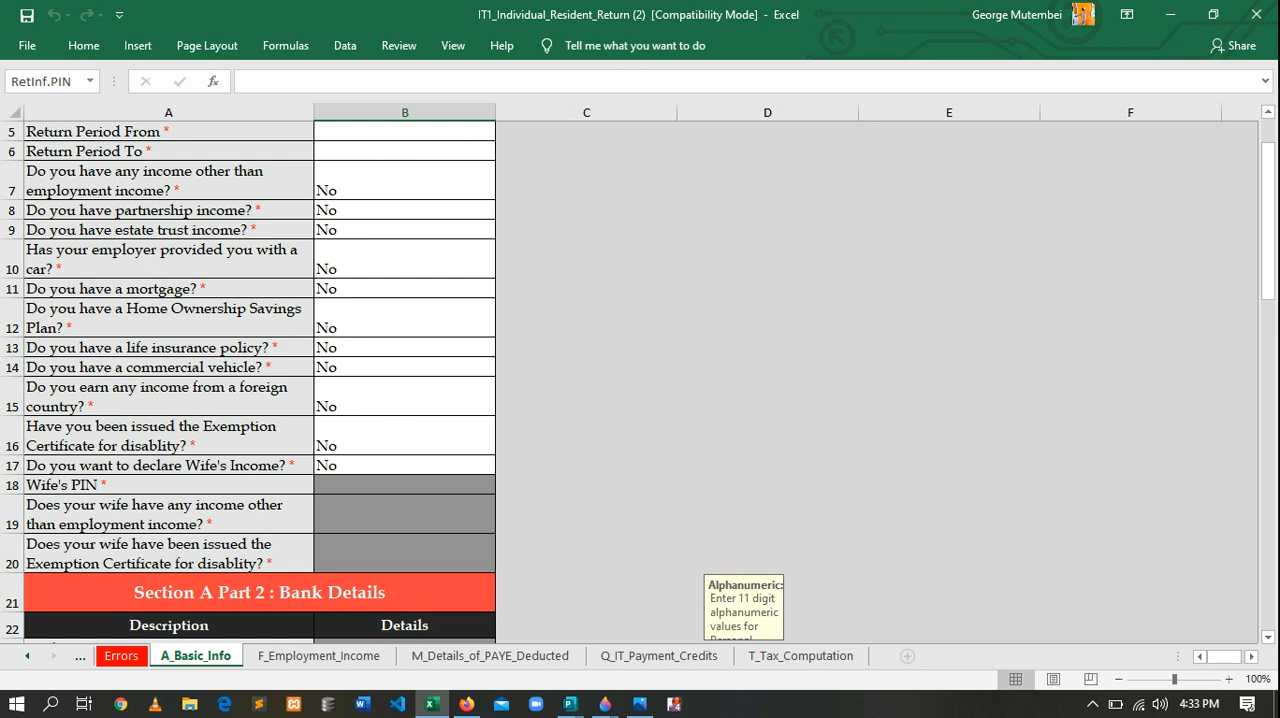 IT1_Individual_Resident_Return (2) [Compatibility Mode] - Excel
George Mutembei
File Home Insert Page Layout Formulas Data Review View Help Tell me what you want to do Share
RetInf.PIN fx
A B C D E F
5 Return Period From *
6 Return Period To *
Do you have any income other than
7 employment income? * No
8 Do you have partnership income? * No
9 Do you have estate trust income? * No
Has your employer provided you with a
10 car? * No
11 Do you have a mortgage? * No
Do you have a Home Ownership Savings
12 Plan? * No
13 Do you have a life insurance policy? * No
14 Do you have a commercial vehicle? * No
Do you earn any income from a foreign
15 country? * No
Have you been issued the Exemption
16 Certificate for disablity? * No
17 Do you want to declare Wife's Income? * No
18 Wife's PIN *
Does your wife have any income other
19 than employment income? *
Does your wife have been issued the
20 Exemption Certificate for disablity? *
21 Section A Part 2 : Bank Details
22 Description Details
Alphanumeric:
Enter 11 digit
alphanumeric
values for
Personal
... Errors A_Basic_Info F_Employment_Income M_Details_of_PAYE_Deducted Q_IT_Payment_Credits T_Tax_Computation
100%
4:33 PM